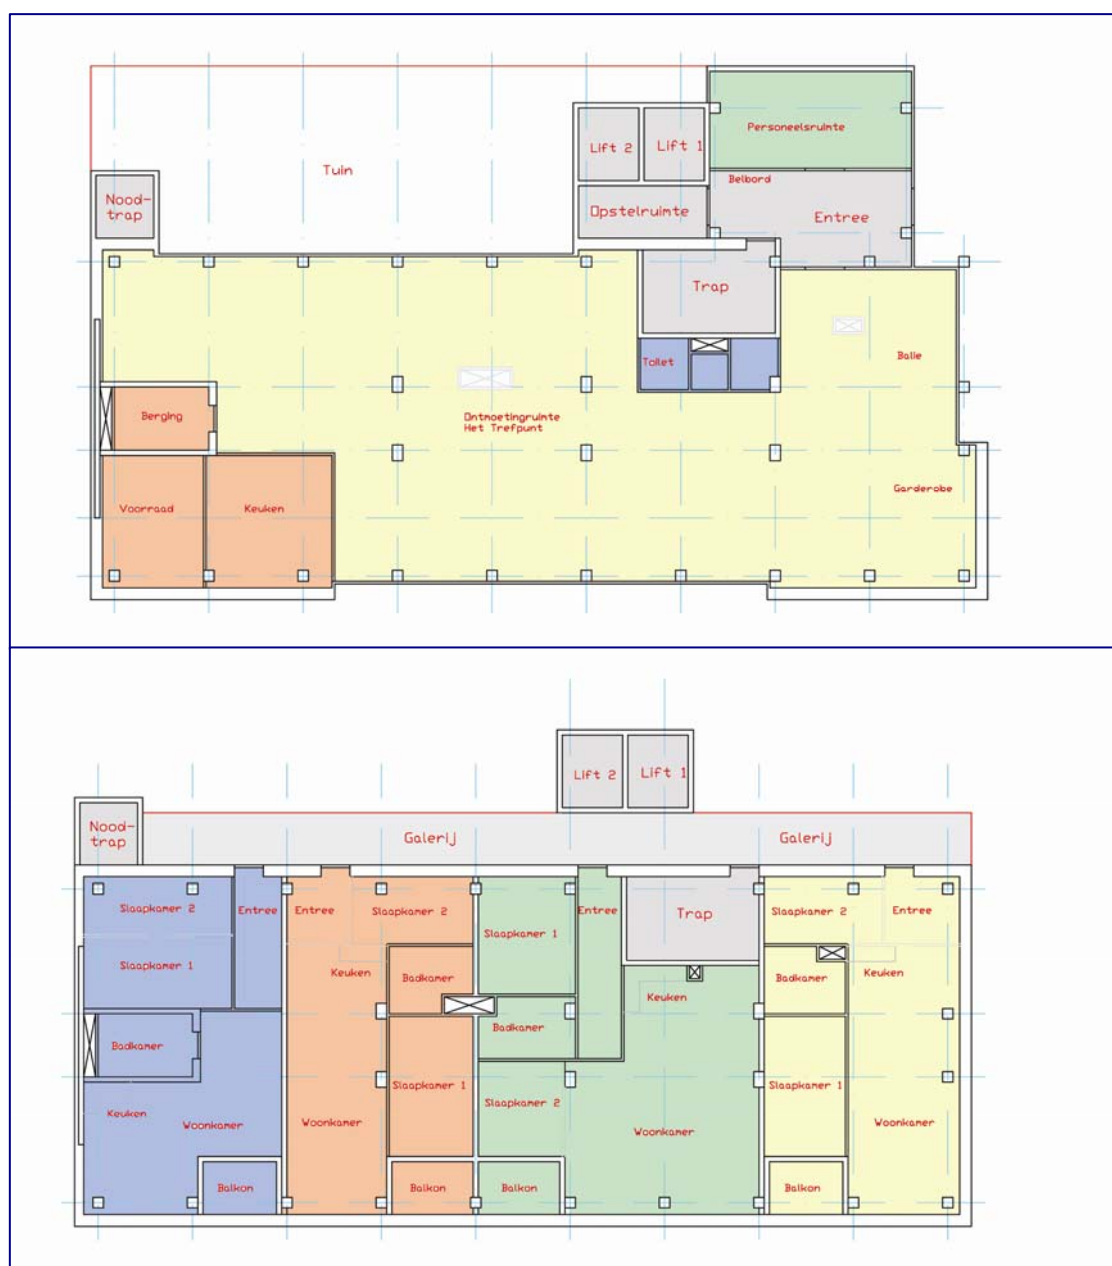 Personeelsruimte
Lift 2
Lift 1
Tuin
Belbord
Nood-
trap
Opstelruimte
Entree
Trap
Toilet
Balie
Berging
Ontmoetingruimte
Het Trefpunt
Garderobe
Voorraad
Keuken
Lift 2
Lift 1
Nood-
trap
Galerij
Galerij
Slaapkamer 2
Entree
Entree
Slaapkamer 2
Slaapkamer 1
Entree
Trap
Slaapkamer 2
Entree
Slaapkamer 1
Keuken
Badkamer
Keuken
Badkamer
Keuken
Badkamer
Badkamer
Slaapkamer 1
Slaapkamer 2
Slaapkamer 1
Keuken
Woonkamer
Woonkamer
Woonkamer
Woonkamer
Balkon
Balkon
Balkon
Balkon